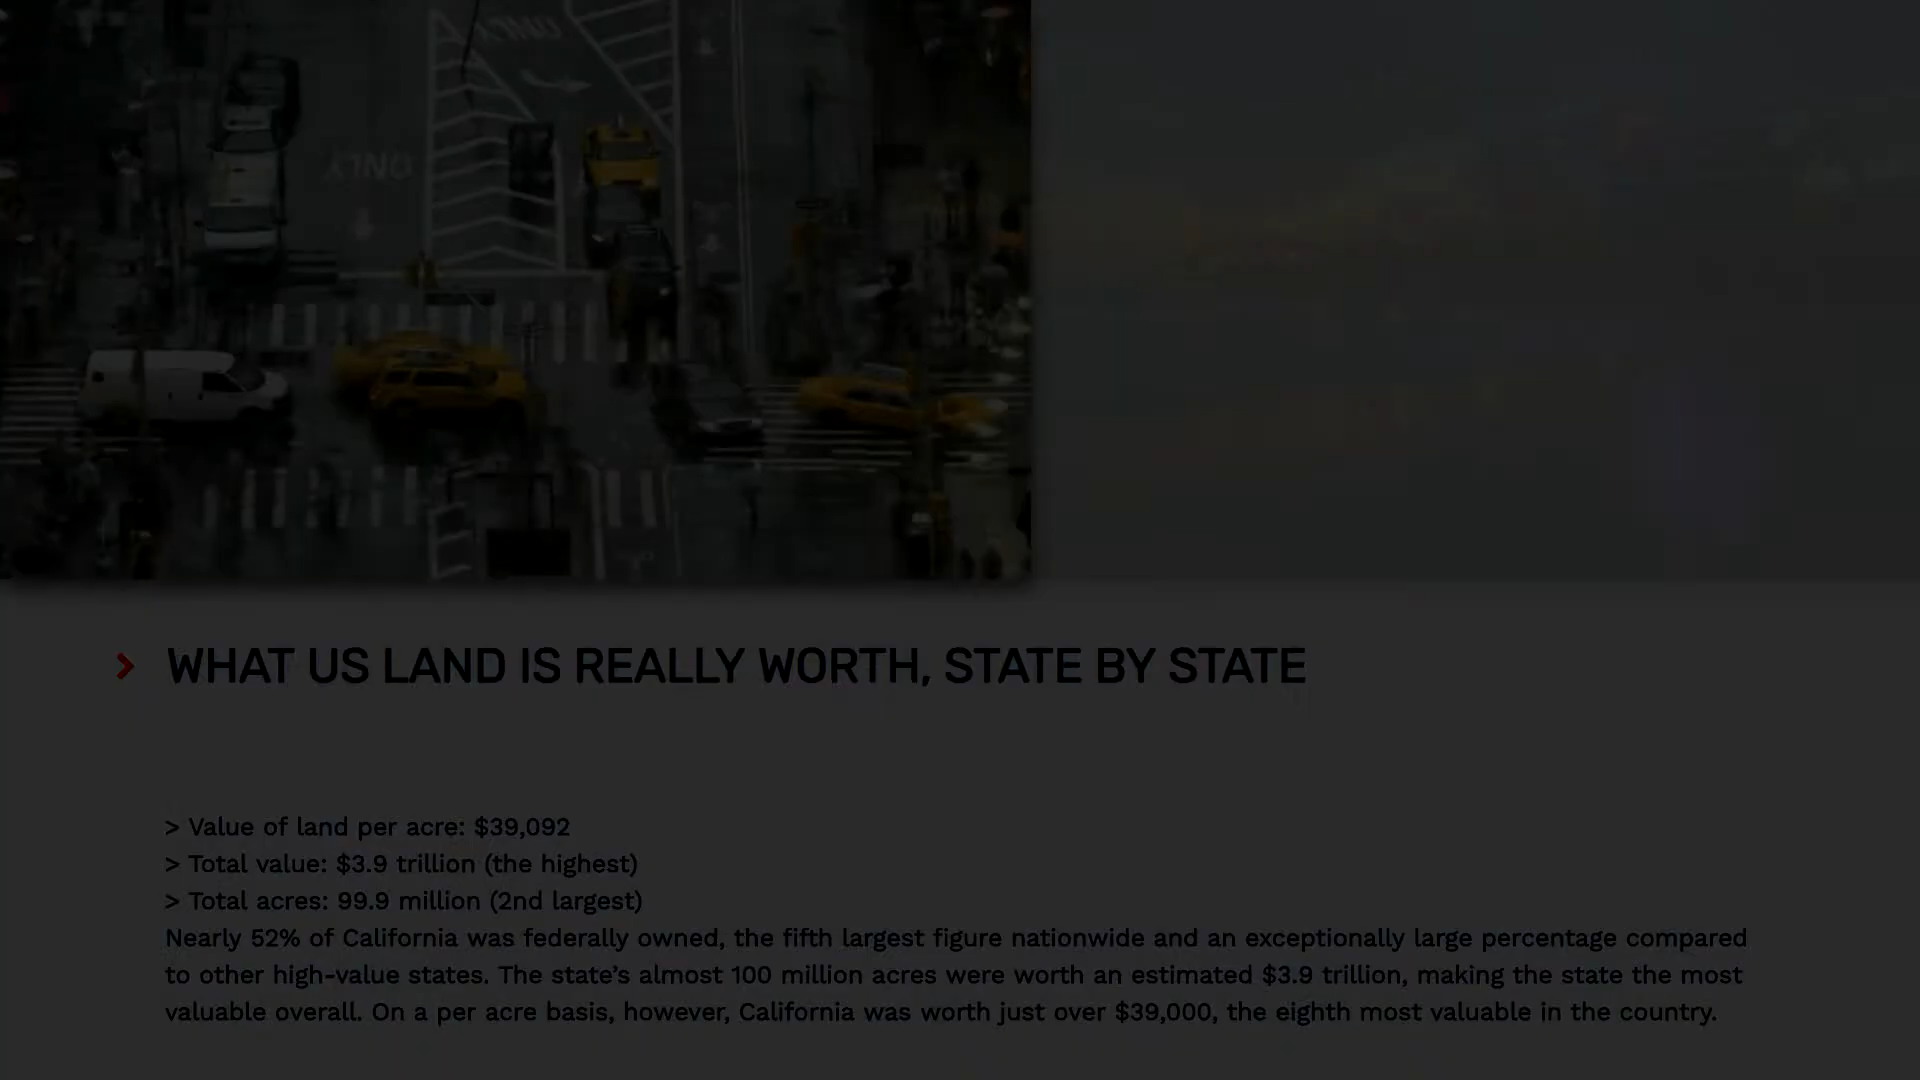 ONLY
ONLY
WHAT US LAND IS REALLY WORTH, STATE BY STATE
> Value of land per acre: $39,092
> Total value: $3.9 trillion (the highest)
> Total acres: 99.9 million (2nd largest)
Nearly 52% of California was federally owned, the fifth largest figure nationwide and an exceptionally large percentage compared
to other high-value states. The state’s almost 100 million acres were worth an estimated $3.9 trillion, making the state the most
valuable overall. On a per acre basis, however, California was worth just over $39,000, the eighth most valuable in the country.